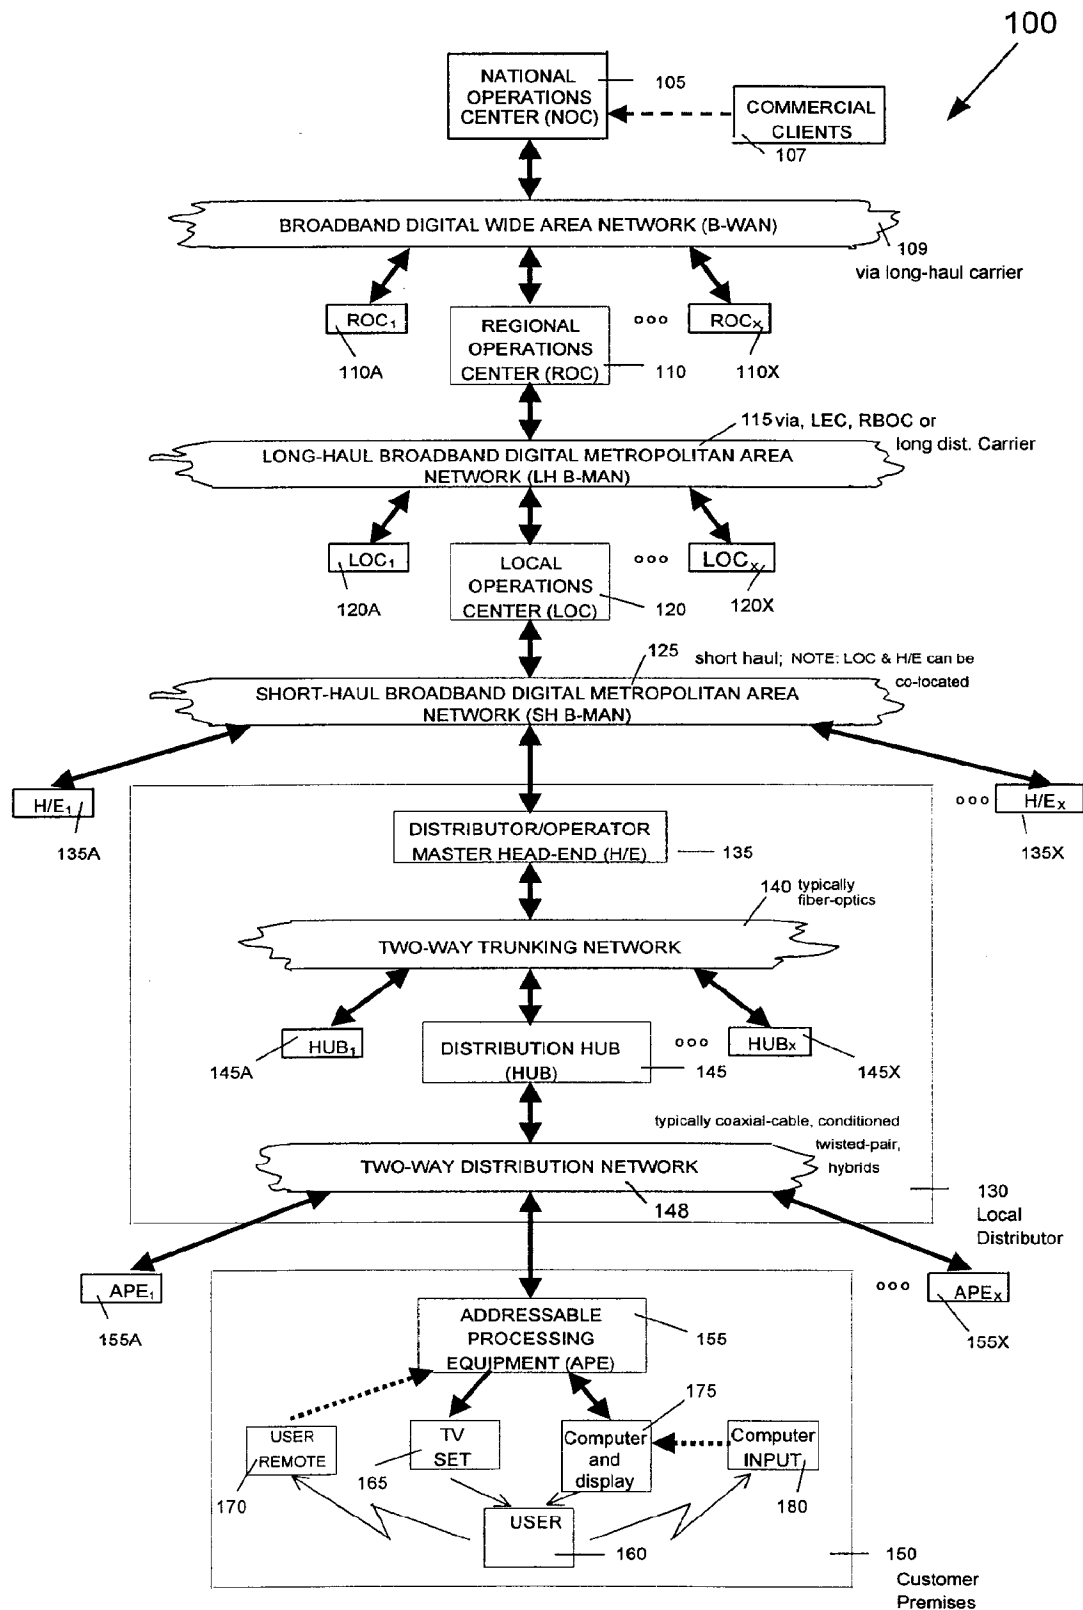 100
NATIONAL
OPERATIONS
CENTER (NOC)
105
COMMERCIAL
CLIENTS
107
BROADBAND DIGITAL WIDE AREA NETWORK (B-WAN)
109
via long-haul carrier
ROC1
REGIONAL
OPERATIONS
CENTER (ROC)
ooo
ROCX
110A
110
110X
115 via, LEC, RBOC or
long dist. Carrier
LONG-HAUL BROADBAND DIGITAL METROPOLITAN AREA
NETWORK (LH B-MAN)
LOC1
LOCAL
OPERATIONS
CENTER (LOC)
ooo
LOCX
120A
120
120X
125
short haul; NOTE: LOC & H/E can be
co-located
SHORT-HAUL BROADBAND DIGITAL METROPOLITAN AREA
NETWORK (SH B-MAN)
H/E1
ooo
H/EX
135A
DISTRIBUTOR/OPERATOR
MASTER HEAD-END (H/E)
135
135X
140 typically
fiber-optics
TWO-WAY TRUNKING NETWORK
HUB1
DISTRIBUTION HUB
(HUB)
ooo
HUBX
145A
145
145X
typically coaxial-cable, conditioned
twisted-pair,
hybrids
TWO-WAY DISTRIBUTION NETWORK
148
130
Local
Distributor
APE1
ooo
APEX
155A
ADDRESSABLE
PROCESSING
EQUIPMENT (APE)
155
155X
175
USER
REMOTE
TV
SET
Computer
and
display
Computer
INPUT
170
165
180
USER
160
150
Customer
Premises